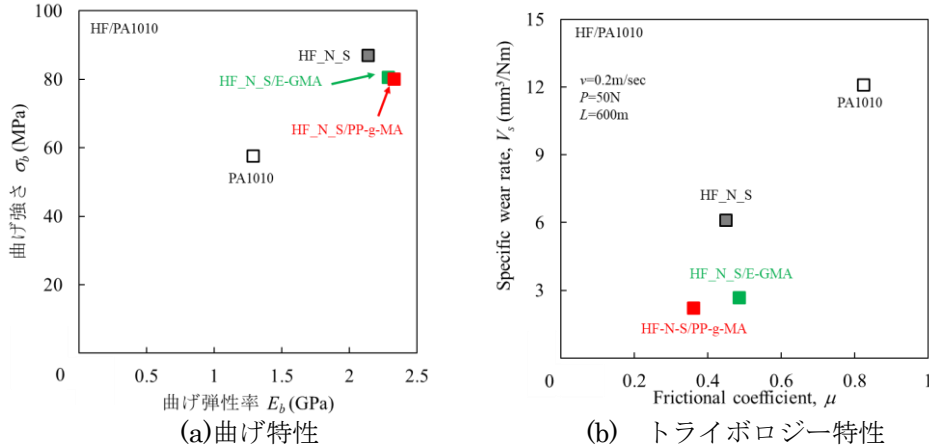 100
80
60
40
20
0
0.5
1
1.5
2
2.5
曲げ強さ σb (MPa)
曲げ弾性率 Eb (GPa)
HF/PA1010
HF_N_S
HF_N_S/E-GMA
HF_N_S/PP-g-MA
PA1010
(a)曲げ特性
15
12
9
6
3
0
0.2
0.4
0.6
0.8
1
Specific wear rate, Vs (mm³/Nm)
Frictional coefficient, μ
HF/PA1010
v=0.2m/sec
P=50N
L=600m
PA1010
HF_N_S
HF_N_S/E-GMA
HF-N-S/PP-g-MA
(b) トライボロジー特性